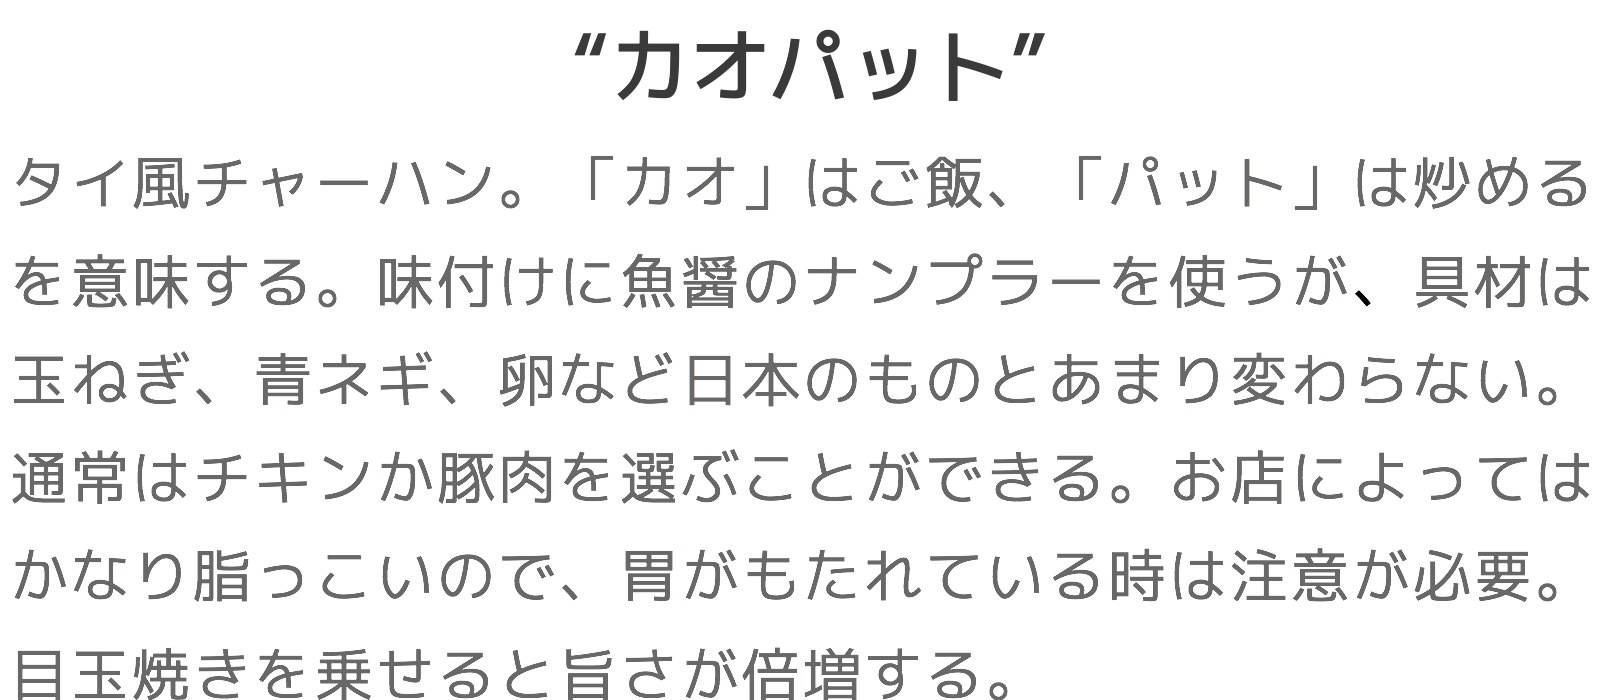 “カオパット”
タイ風チャーハン。「カオ」はご飯、「パット」は炒める
を意味する。味付けに魚醤のナンプラーを使うが、具材は
玉ねぎ、青ネギ、卵など日本のものとあまり変わらない。
通常はチキンか豚肉を選ぶことができる。お店によっては
かなり脂っこいので、胃がもたれている時は注意が必要。
目玉焼きを乗せると旨さが倍増する。